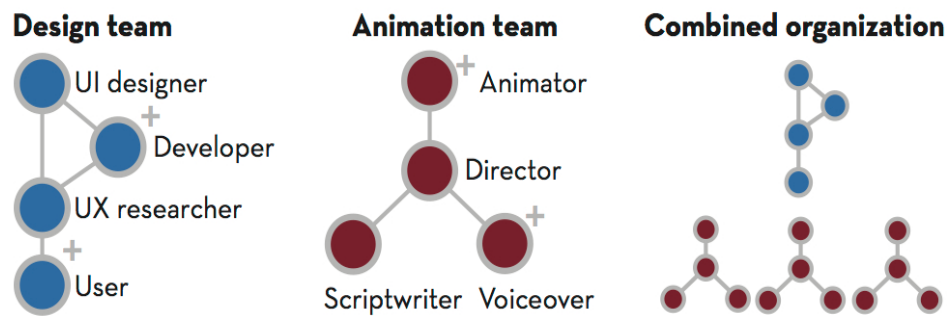 Design team
UI designer
+
Developer
UX researcher
+
User
Animation team
+
Animator
Director
+
Scriptwriter Voiceover
Combined organization